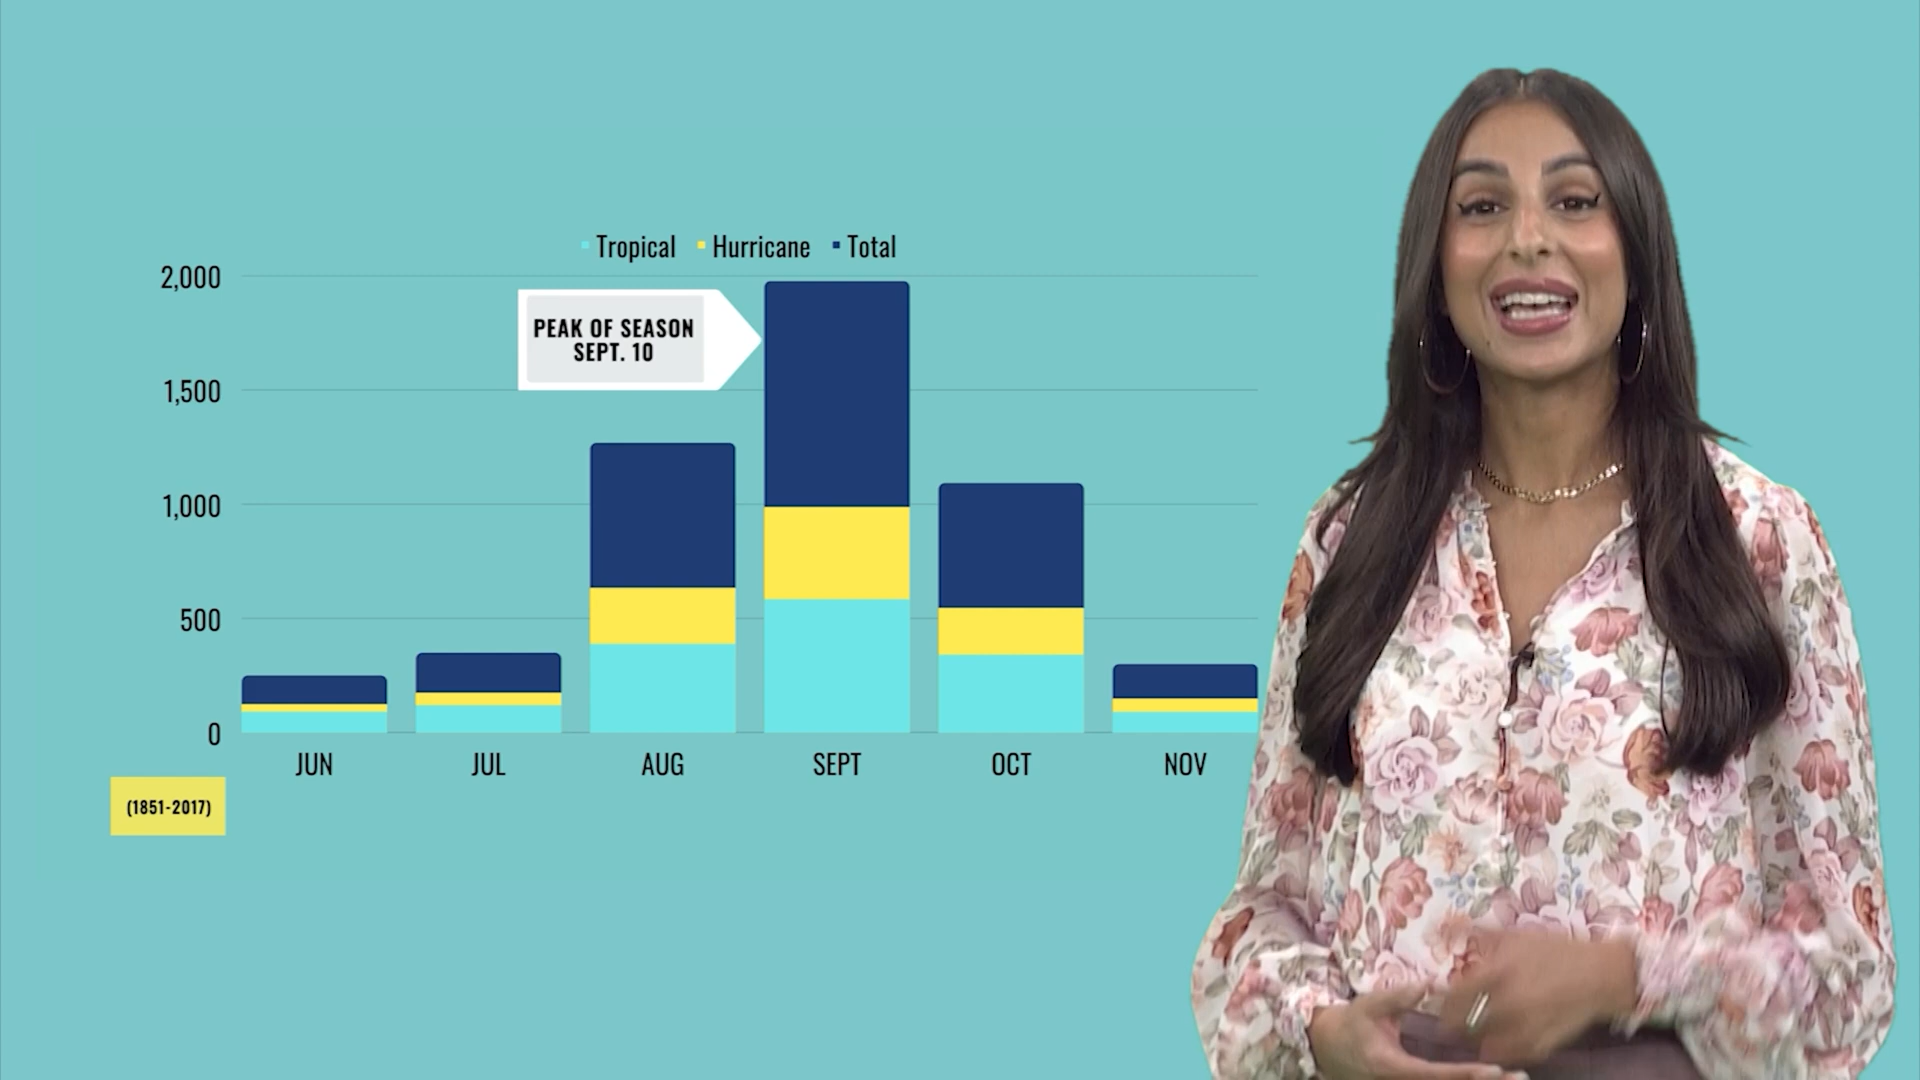 Tropical Hurricane Total
2,000
PEAK OF SEASON
SEPT. 10
1,500
1,000
500
0
JUN JUL AUG SEPT OCT NOV
(1851-2017)